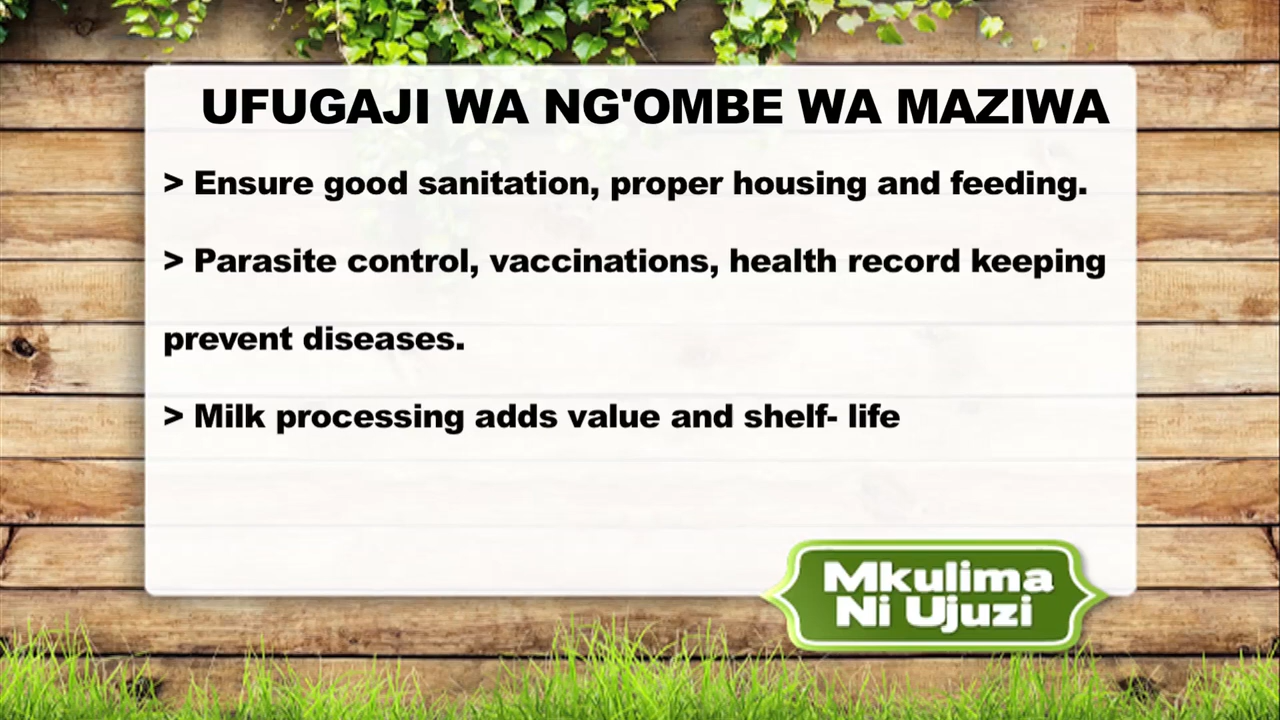 UFUGAJI WA NG'OMBE WA MAZIWA
> Ensure good sanitation, proper housing and feeding.
> Parasite control, vaccinations, health record keeping
prevent diseases.
> Milk processing adds value and shelf- life
Mkulima
Ni Ujuzi